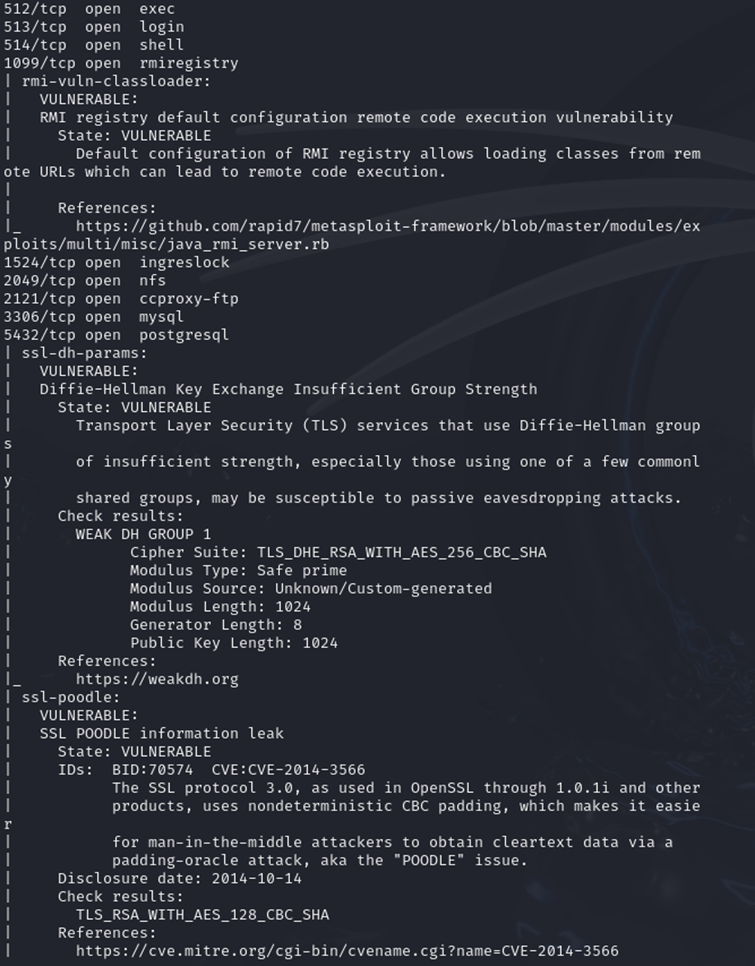 512/tcp  open  exec
513/tcp  open  login
514/tcp  open  shell
1099/tcp open  rmiregistry
| rmi-vuln-classloader:
|   VULNERABLE:
|   RMI registry default configuration remote code execution vulnerability
|     State: VULNERABLE
|       Default configuration of RMI registry allows loading classes from rem
ote URLs which can lead to remote code execution.
|
|     References:
|_      https://github.com/rapid7/metasploit-framework/blob/master/modules/ex
ploits/multi/misc/java_rmi_server.rb
1524/tcp open  ingreslock
2049/tcp open  nfs
2121/tcp open  ccproxy-ftp
3306/tcp open  mysql
5432/tcp open  postgresql
| ssl-dh-params:
|   VULNERABLE:
|   Diffie-Hellman Key Exchange Insufficient Group Strength
|     State: VULNERABLE
|       Transport Layer Security (TLS) services that use Diffie-Hellman group
s
|       of insufficient strength, especially those using one of a few commonl
y
|       shared groups, may be susceptible to passive eavesdropping attacks.
|     Check results:
|       WEAK DH GROUP 1
|             Cipher Suite: TLS_DHE_RSA_WITH_AES_256_CBC_SHA
|             Modulus Type: Safe prime
|             Modulus Source: Unknown/Custom-generated
|             Modulus Length: 1024
|             Generator Length: 8
|             Public Key Length: 1024
|     References:
|_      https://weakdh.org
| ssl-poodle:
|   VULNERABLE:
|   SSL POODLE information leak
|     State: VULNERABLE
|     IDs:  BID:70574  CVE:CVE-2014-3566
|           The SSL protocol 3.0, as used in OpenSSL through 1.0.1i and other
|           products, uses nondeterministic CBC padding, which makes it easie
r
|           for man-in-the-middle attackers to obtain cleartext data via a
|           padding-oracle attack, aka the "POODLE" issue.
|     Disclosure date: 2014-10-14
|     Check results:
|       TLS_RSA_WITH_AES_128_CBC_SHA
|     References:
|       https://cve.mitre.org/cgi-bin/cvename.cgi?name=CVE-2014-3566